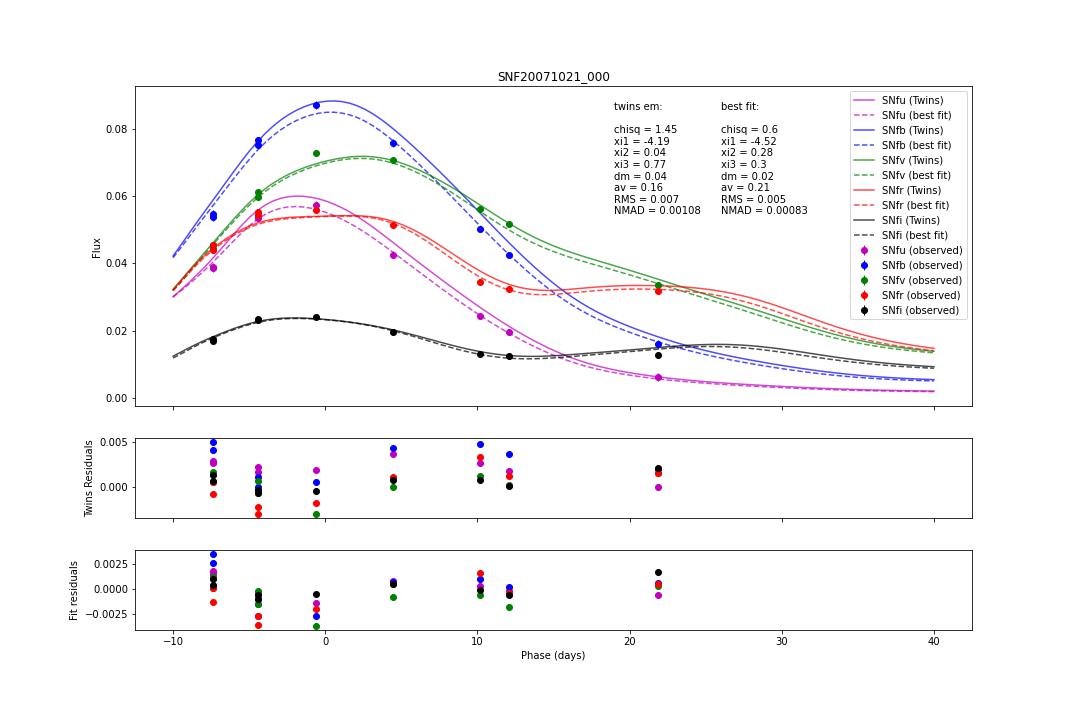 SNF20071021_000
Flux
0.08
0.06
0.04
0.02
0.00
twins em:
chisq = 1.45
xi1 = -4.19
xi2 = 0.04
xi3 = 0.77
dm = 0.04
av = 0.16
RMS = 0.007
NMAD = 0.00108
best fit:
chisq = 0.6
xi1 = -4.52
xi2 = 0.28
xi3 = 0.3
dm = 0.02
av = 0.21
RMS = 0.005
NMAD = 0.00083
SNfu (Twins)
SNfu (best fit)
SNfb (Twins)
SNfb (best fit)
SNfv (Twins)
SNfv (best fit)
SNfr (Twins)
SNfr (best fit)
SNfi (Twins)
SNfi (best fit)
SNfu (observed)
SNfb (observed)
SNfv (observed)
SNfr (observed)
SNfi (observed)
Twins Residuals
0.005
0.000
Fit residuals
0.0025
0.0000
−0.0025
−10 0 10 20 30 40
Phase (days)